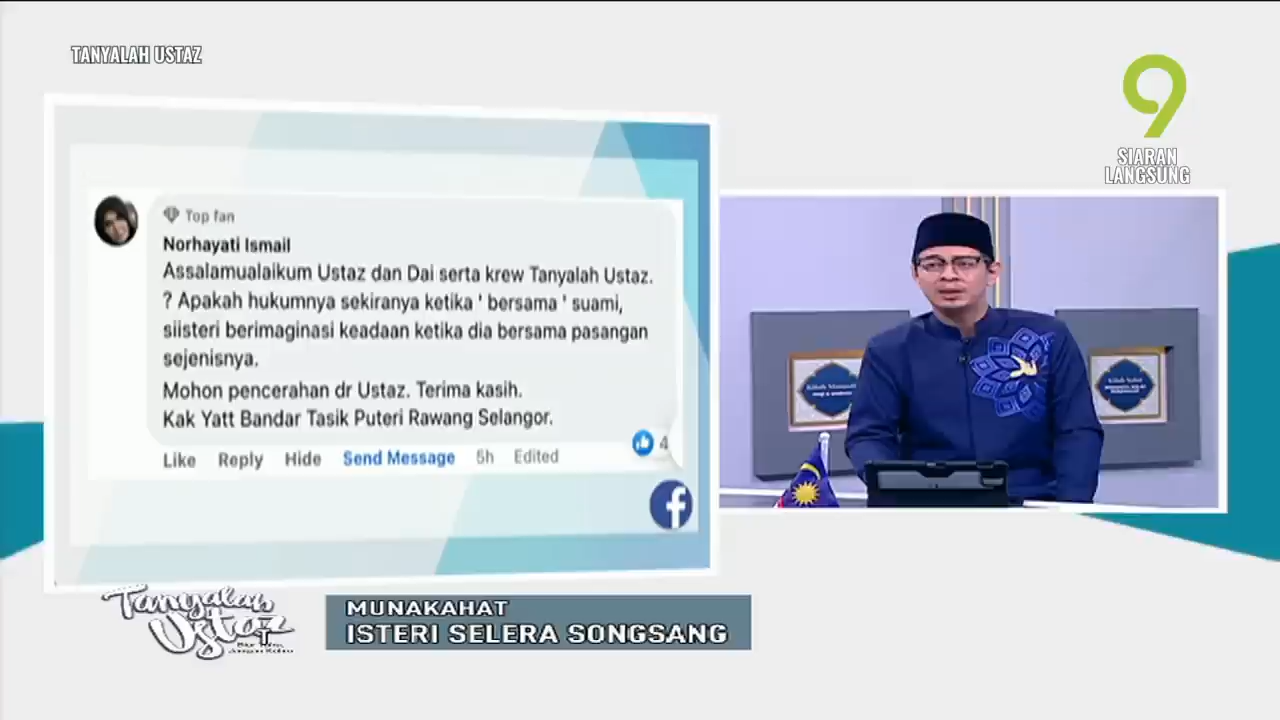 TANYALAH USTAZ
9
SIARAN
LANGSUNG
Top fan
Norhayati Ismail
Assalamualaikum Ustaz dan Dai serta krew Tanyalah Ustaz.
? Apakah hukumnya sekiranya ketika ' bersama ' suami,
siisteri berimaginasi keadaan ketika dia bersama pasangan
sejenisnya.
Mohon pencerahan dr Ustaz. Terima kasih.
Kak Yatt Bandar Tasik Puteri Rawang Selangor.
4
Like Reply Hide Send Message 5h Edited
Tanyalah
Ustaz
MUNAKAHAT
ISTERI SELERA SONGSANG